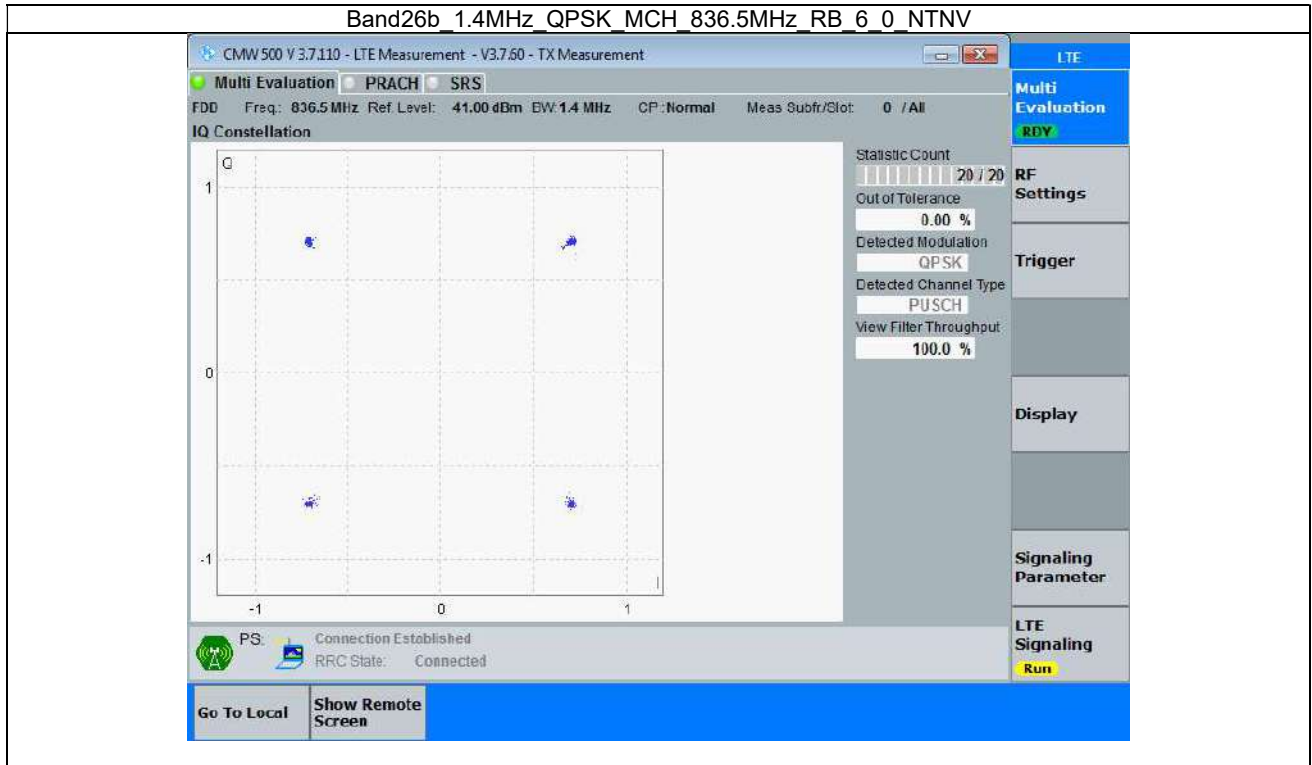 Band26b_1.4MHz_QPSK_MCH_836.5MHz_RB_6_0_NTNV
CMW 500 V 3.7.110 - LTE Measurement - V3.7.60 - TX Measurement
LTE
Multi Evaluation PRACH SRS
Multi Evaluation
RDY
FDD Freq.: 836.5 MHz Ref. Level: 41.00 dBm BW: 1.4 MHz CP : Normal Meas Subfr/Slot: 0 / All
IQ Constellation
Q
1
0
-1
-1 0 1
I
Statistic Count
20 / 20
Out of Tolerance
0.00 %
Detected Modulation
QPSK
Detected Channel Type
PUSCH
View Filter Throughput
100.0 %
RF Settings
Trigger
Display
Signaling Parameter
LTE Signaling
Run
PS: Connection Established
RRC State: Connected
Go To Local
Show Remote Screen